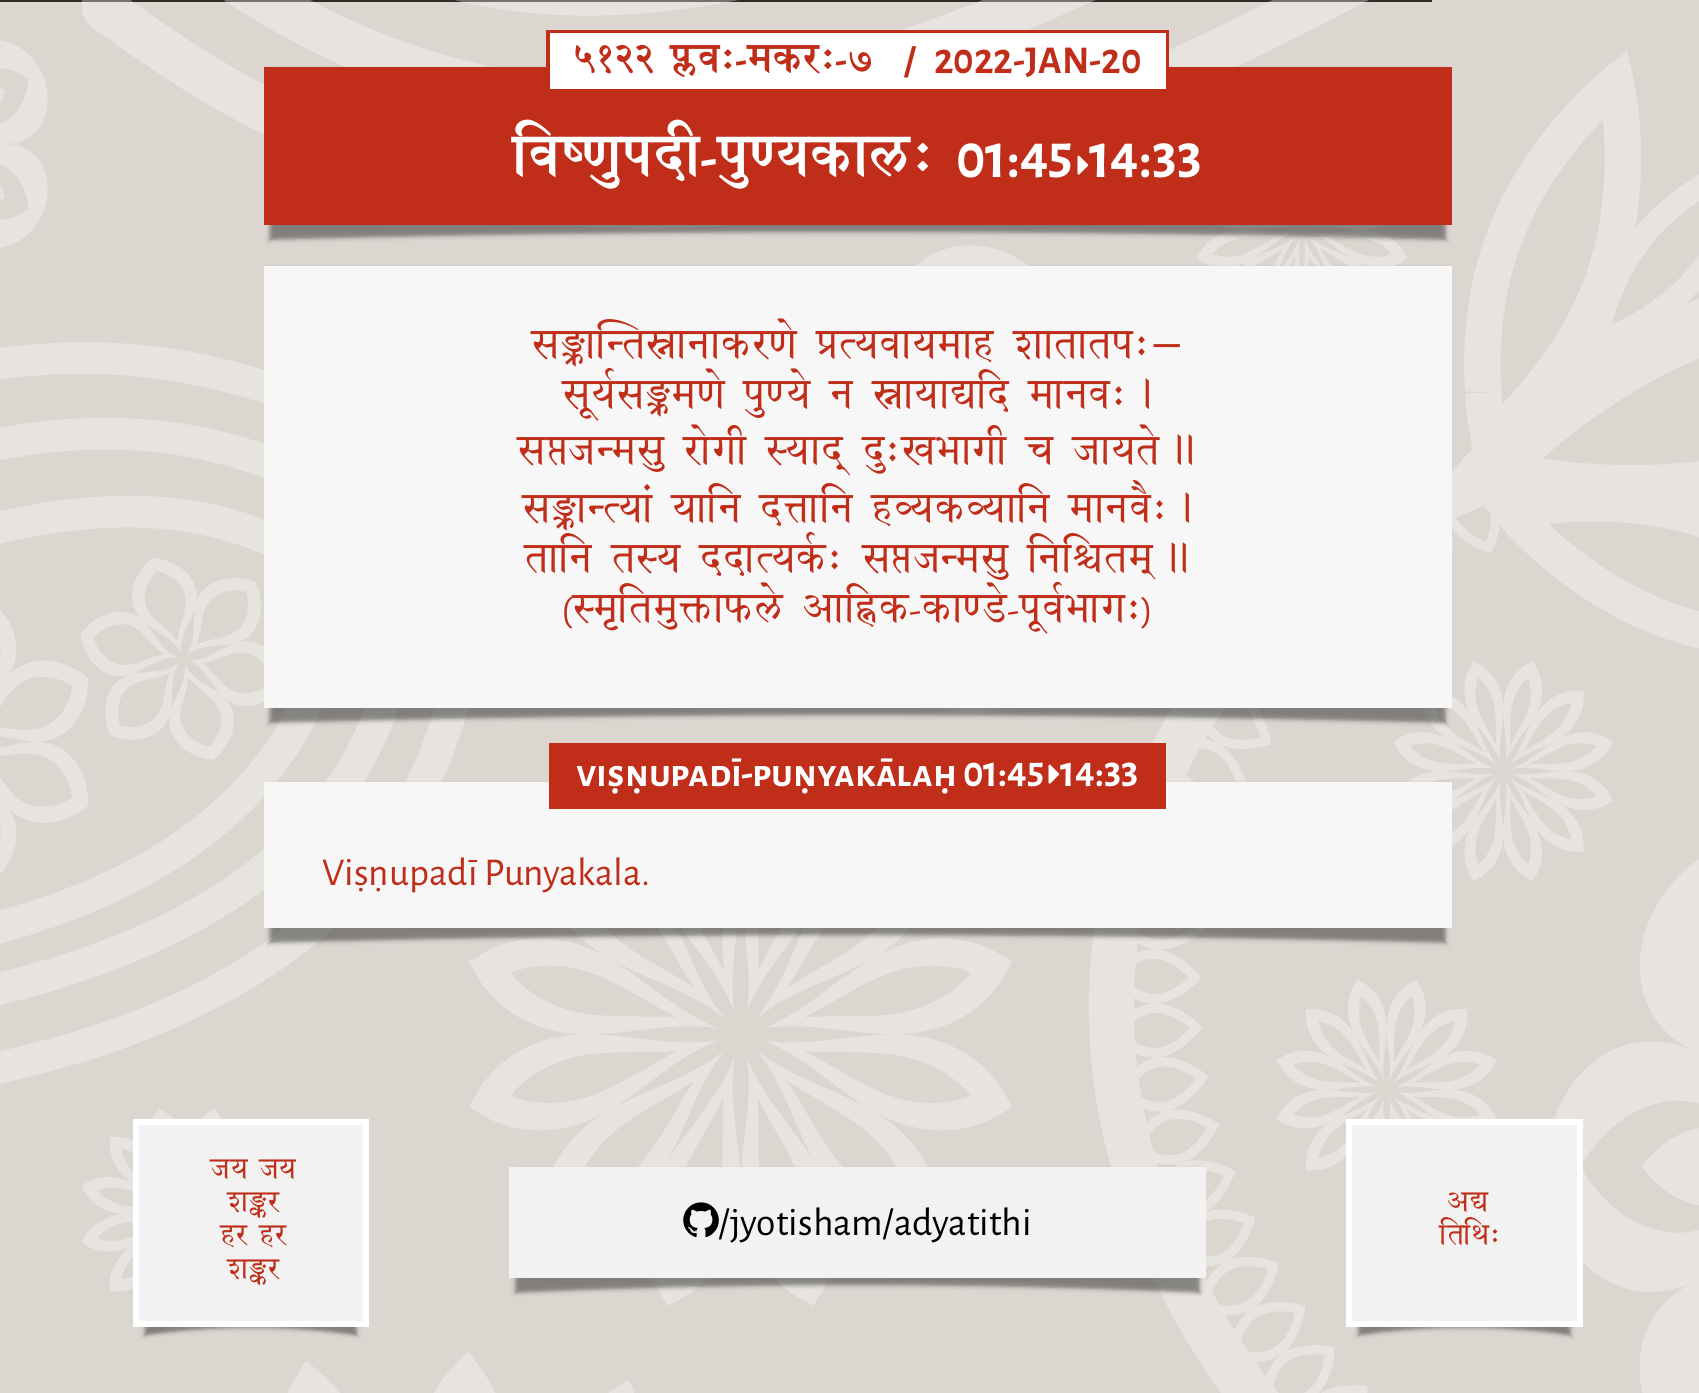 ५१२२ प्लवः-मकरः-७ / 2022-JAN-20
विष्णुपदी-पुण्यकालः 01:45▸14:33
सङ्क्रान्तिस्नानाकरणे प्रत्यवायमाह शातातपः—
सूर्यसङ्क्रमणे पुण्ये न स्नायाद्यदि मानवः ।
सप्तजन्मसु रोगी स्याद् दुःखभागी च जायते ॥
सङ्क्रान्त्यां यानि दत्तानि हव्यकव्यानि मानवैः ।
तानि तस्य ददात्यर्कः सप्तजन्मसु निश्चितम् ॥
(स्मृतिमुक्ताफले आह्निक-काण्डे-पूर्वभागः)
VIṢṆUPADĪ-PUṆYAKĀLAḤ 01:45▸14:33
Viṣṇupadī Punyakala.
जय जय
शङ्कर
हर हर
शङ्कर
/jyotisham/adyatithi
अद्य
तिथिः